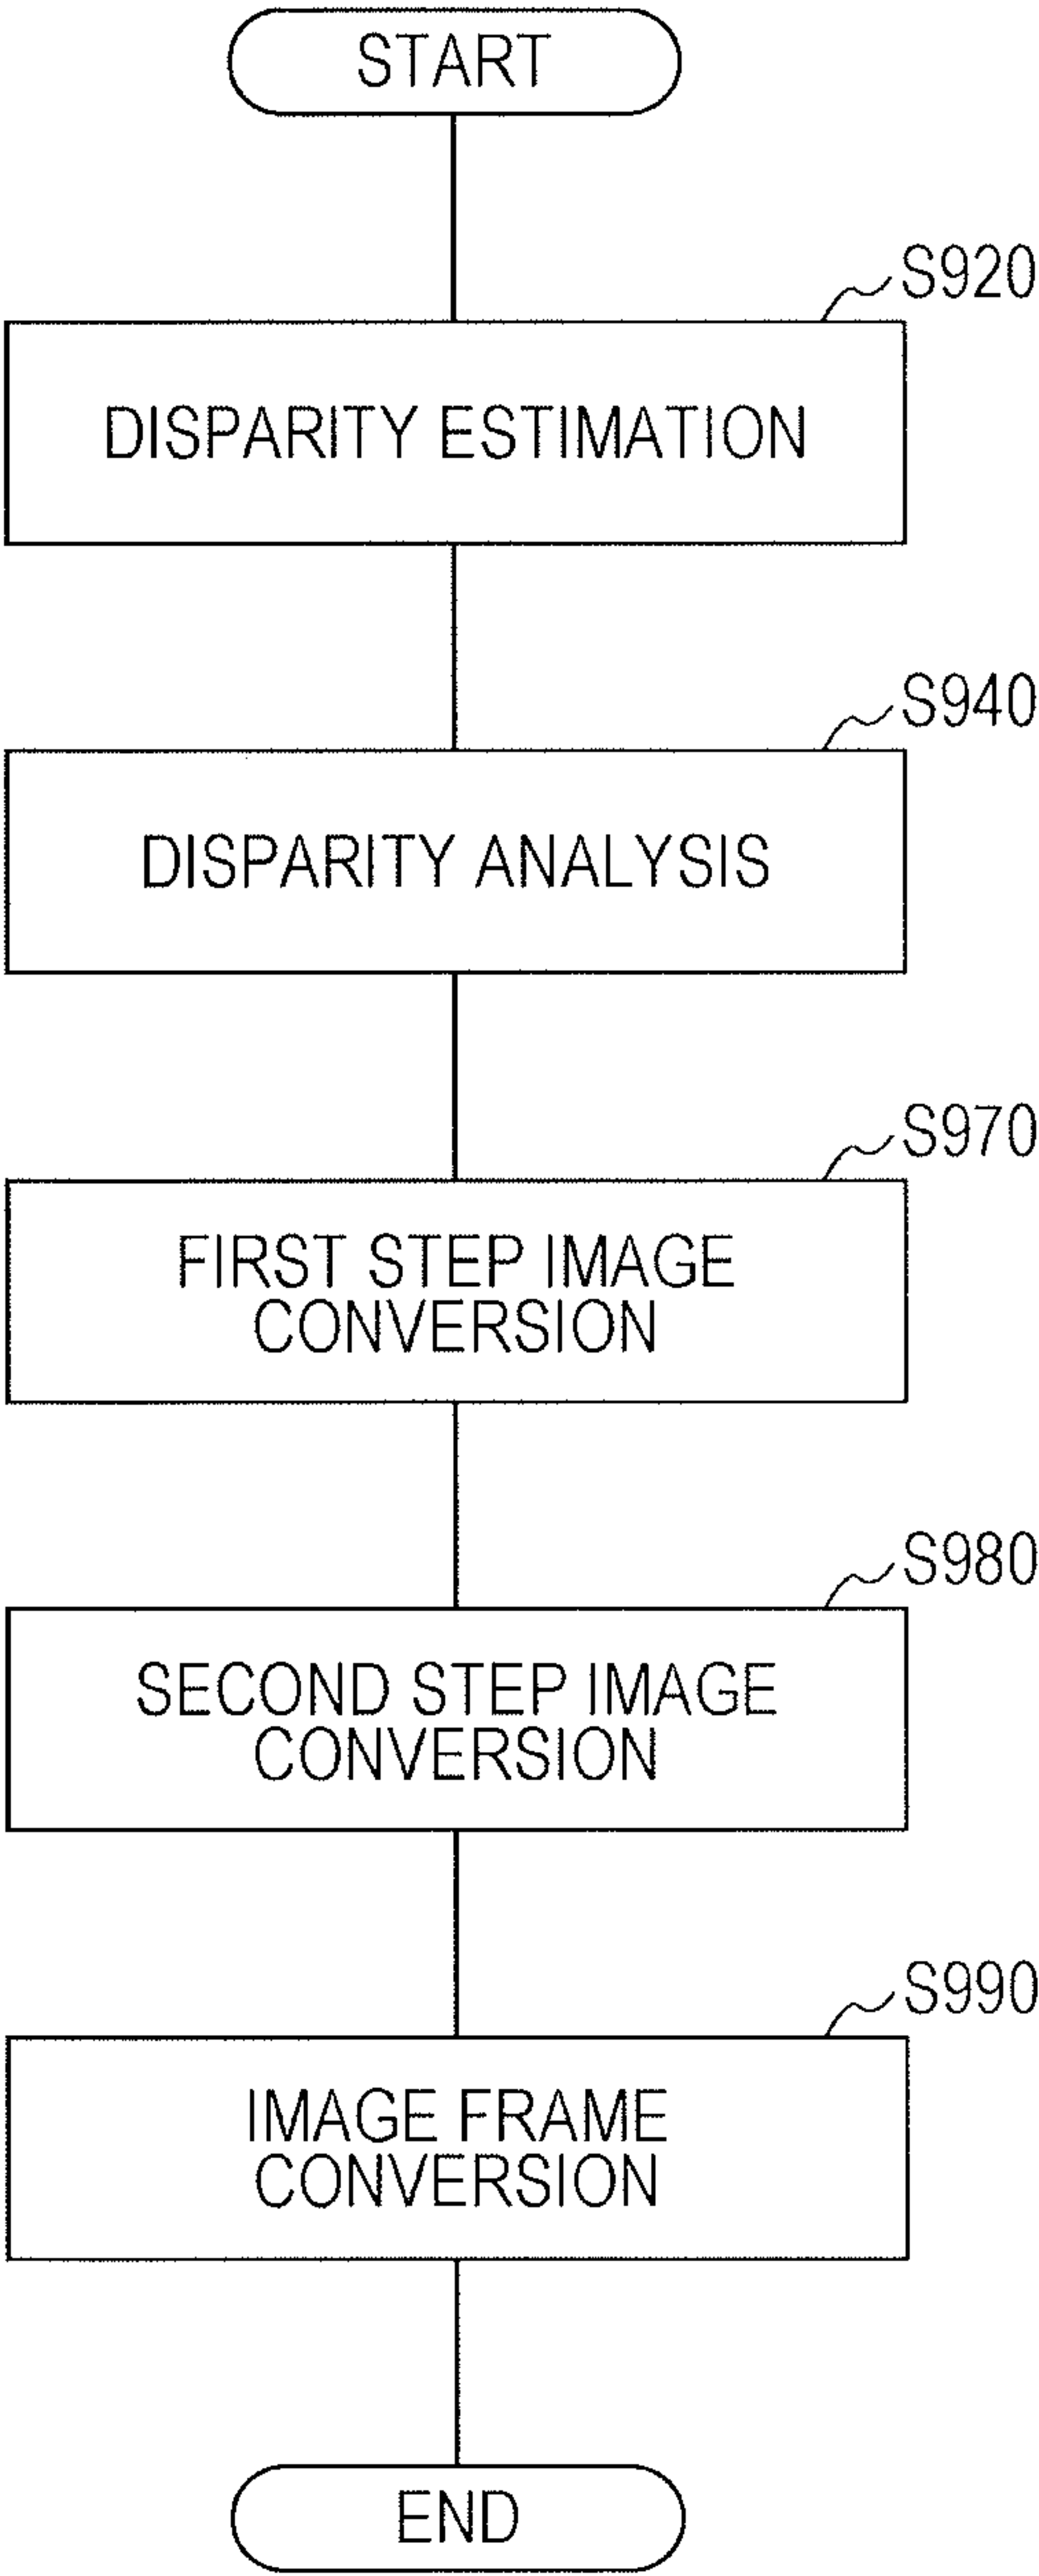 START
S920
DISPARITY ESTIMATION
S940
DISPARITY ANALYSIS
S970
FIRST STEP IMAGE
CONVERSION
S980
SECOND STEP IMAGE
CONVERSION
S990
IMAGE FRAME
CONVERSION
END